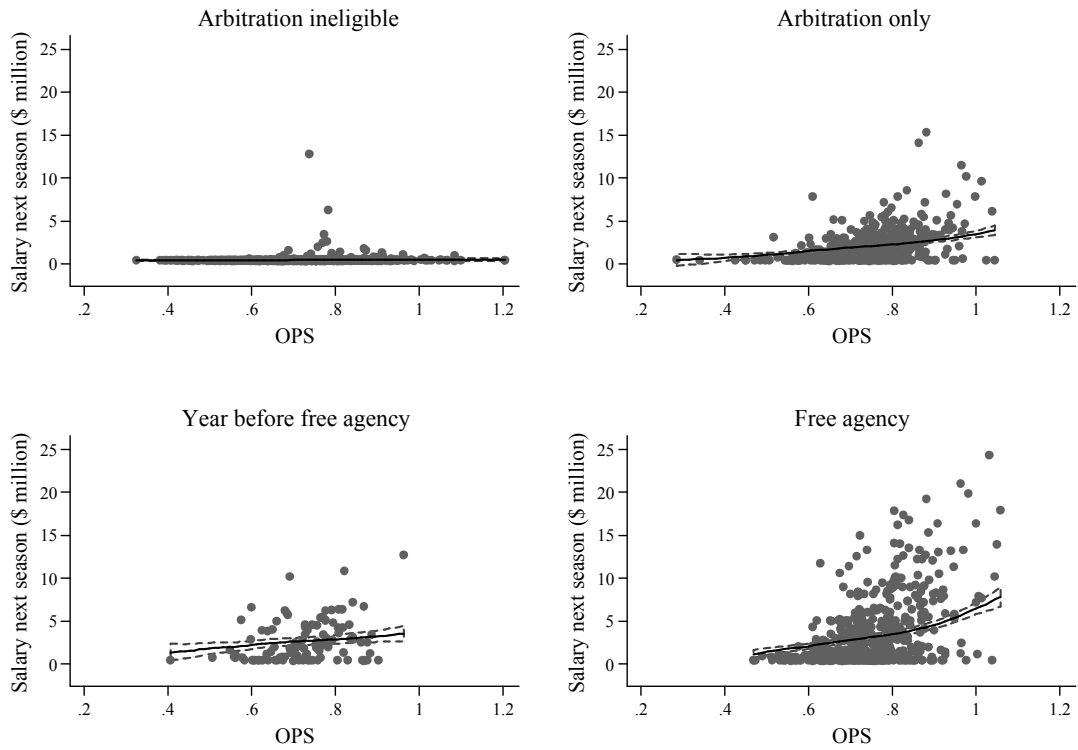 Arbitration ineligible
Salary next season ($ million)
25
20
15
10
5
0
.2 .4 .6 .8 1 1.2
OPS
Arbitration only
Salary next season ($ million)
25
20
15
10
5
0
.2 .4 .6 .8 1 1.2
OPS
Year before free agency
Salary next season ($ million)
25
20
15
10
5
0
.2 .4 .6 .8 1 1.2
OPS
Free agency
Salary next season ($ million)
25
20
15
10
5
0
.2 .4 .6 .8 1 1.2
OPS